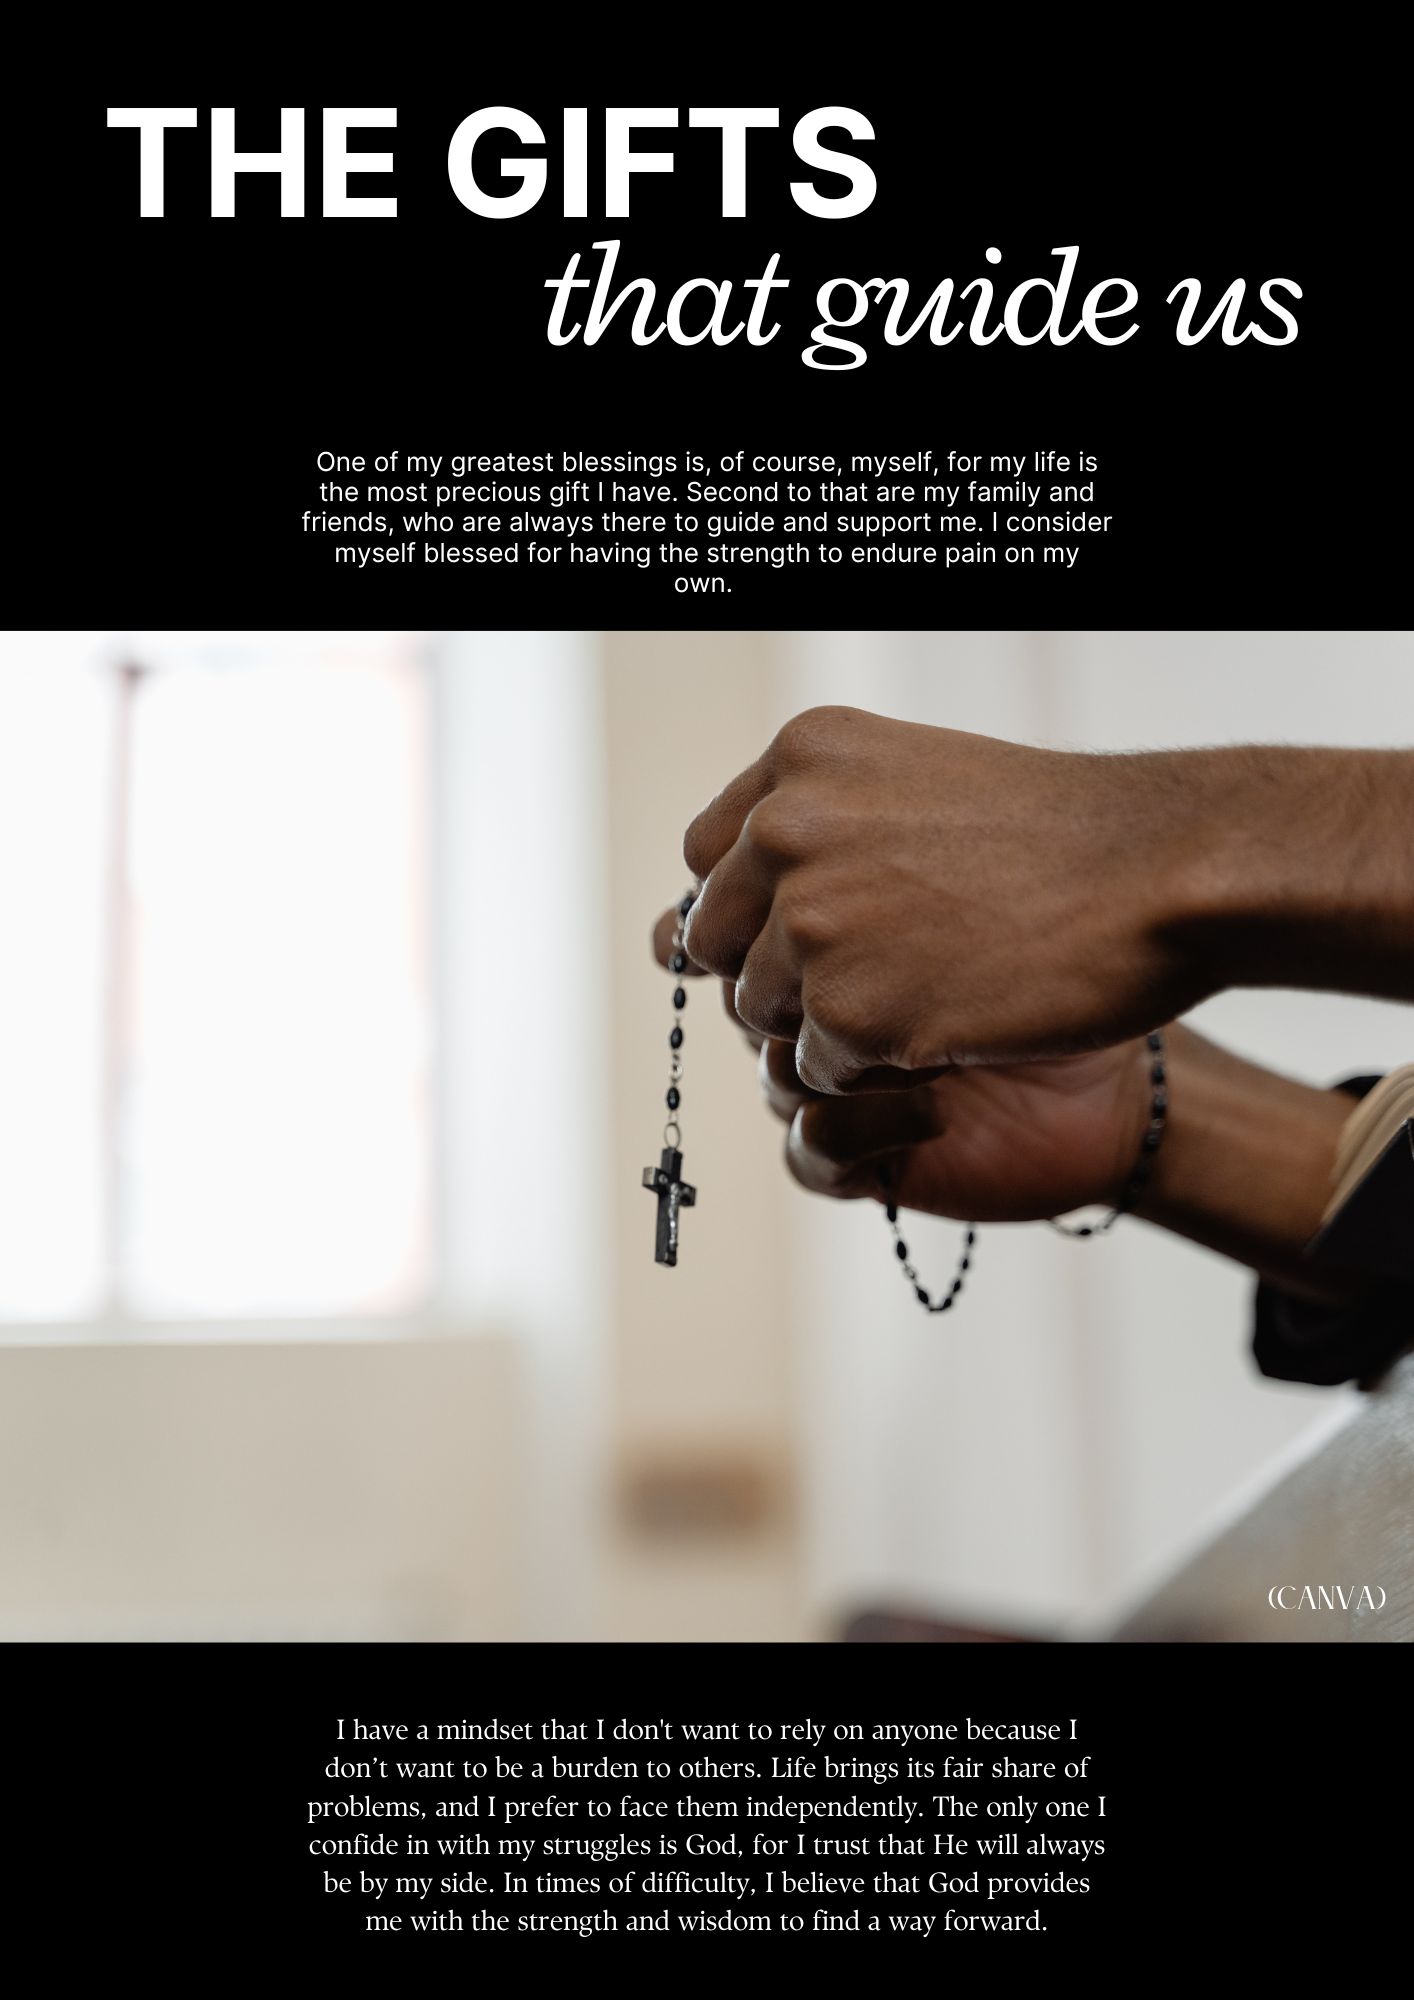 THE GIFTS
that guide us
One of my greatest blessings is, of course, myself, for my life is
the most precious gift I have. Second to that are my family and
friends, who are always there to guide and support me. I consider
myself blessed for having the strength to endure pain on my
own.
(CANVA)
I have a mindset that I don't want to rely on anyone because I
don’t want to be a burden to others. Life brings its fair share of
problems, and I prefer to face them independently. The only one I
confide in with my struggles is God, for I trust that He will always
be by my side. In times of difficulty, I believe that God provides
me with the strength and wisdom to find a way forward.